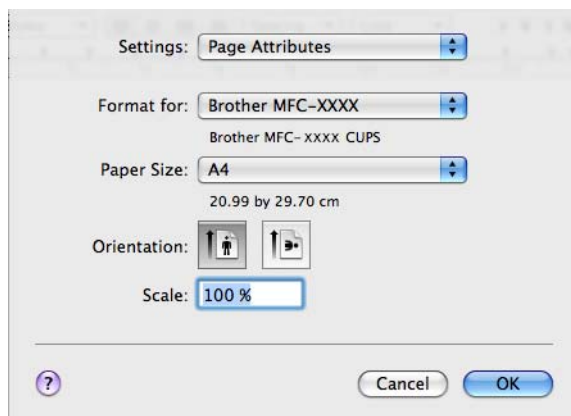 Settings: Page Attributes
Format for: Brother MFC-XXXX
Brother MFC-XXXX CUPS
Paper Size: A4
20.99 by 29.70 cm
Orientation:
Scale: 100 %
? Cancel OK